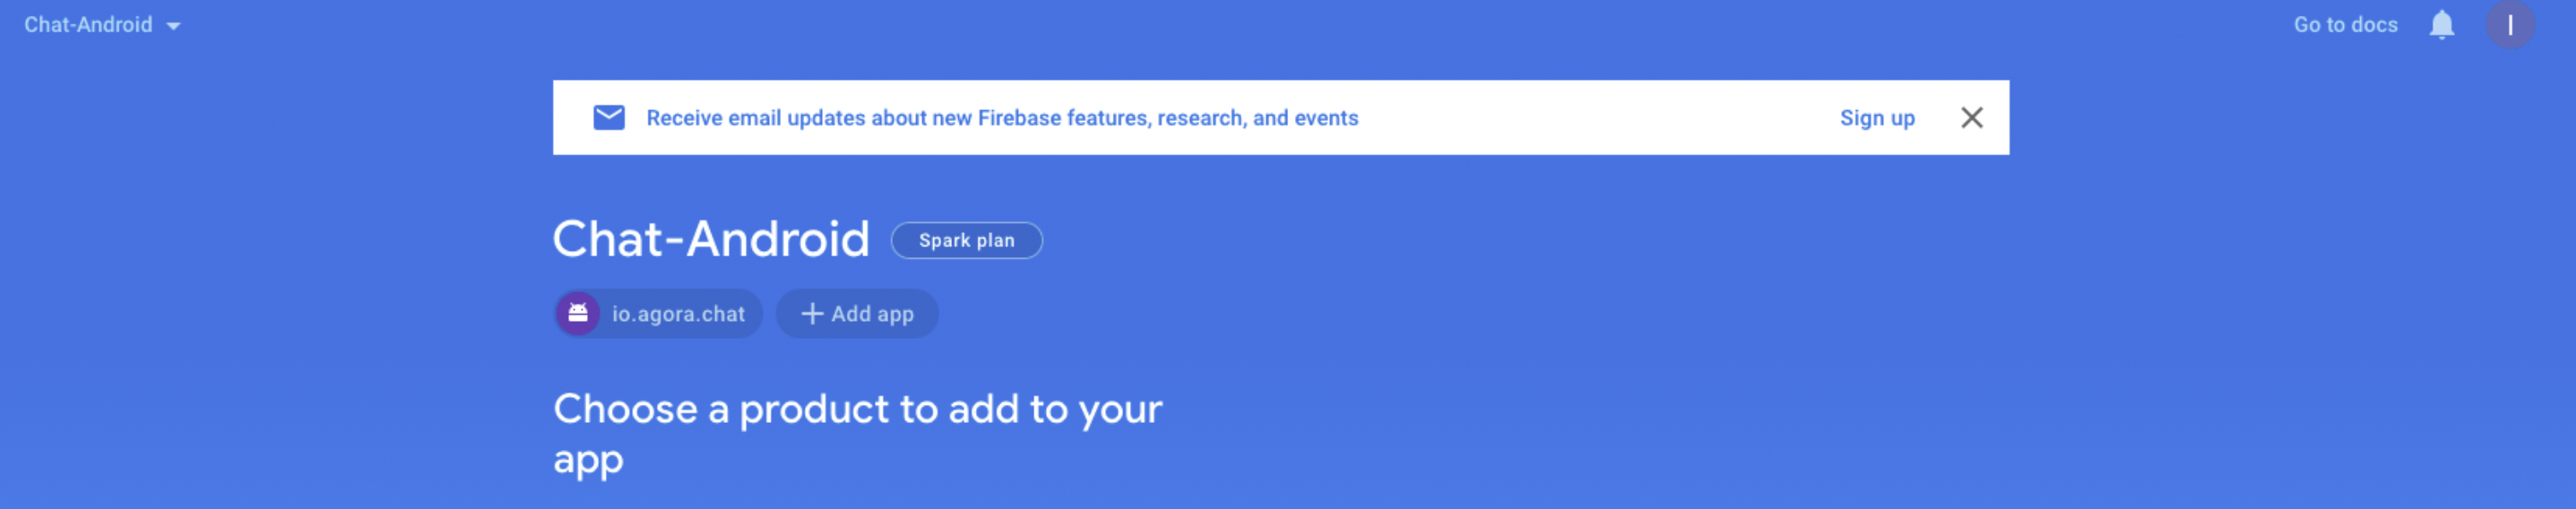 Chat-Android
Go to docs
I
Receive email updates about new Firebase features, research, and events
Sign up
Chat-Android
Spark plan
io.agora.chat
Add app
Choose a product to add to your
app